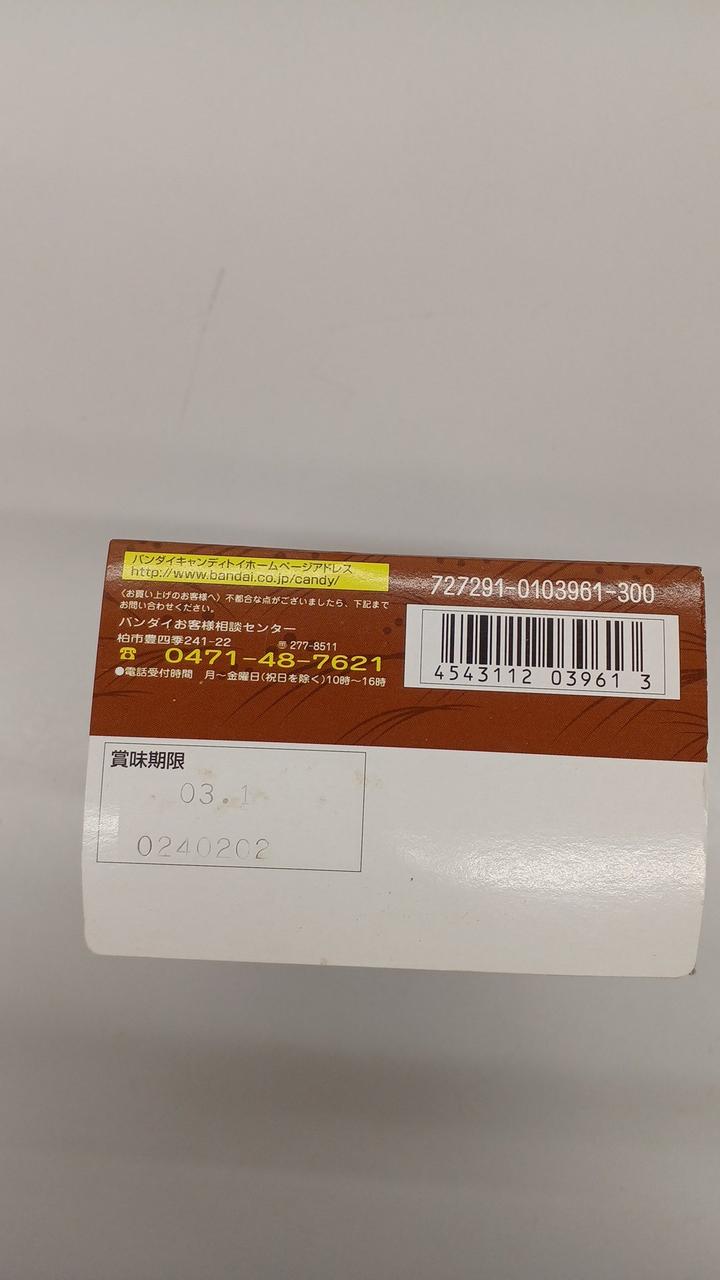 バンダイキャンディトイホームページアドレス
http://www.bandai.co.jp/candy/
〈お買い上げのお客様へ〉不都合な点がございましたら、下記まで
お問い合わせください。
バンダイお客様相談センター
柏市豊四季241-22 〠277-8511
☎ 0471-48-7621
●電話受付時間 月〜金曜日(祝日を除く)10時〜16時
727291-0103961-300
4543112 03961 3
賞味期限
03.1
0240202